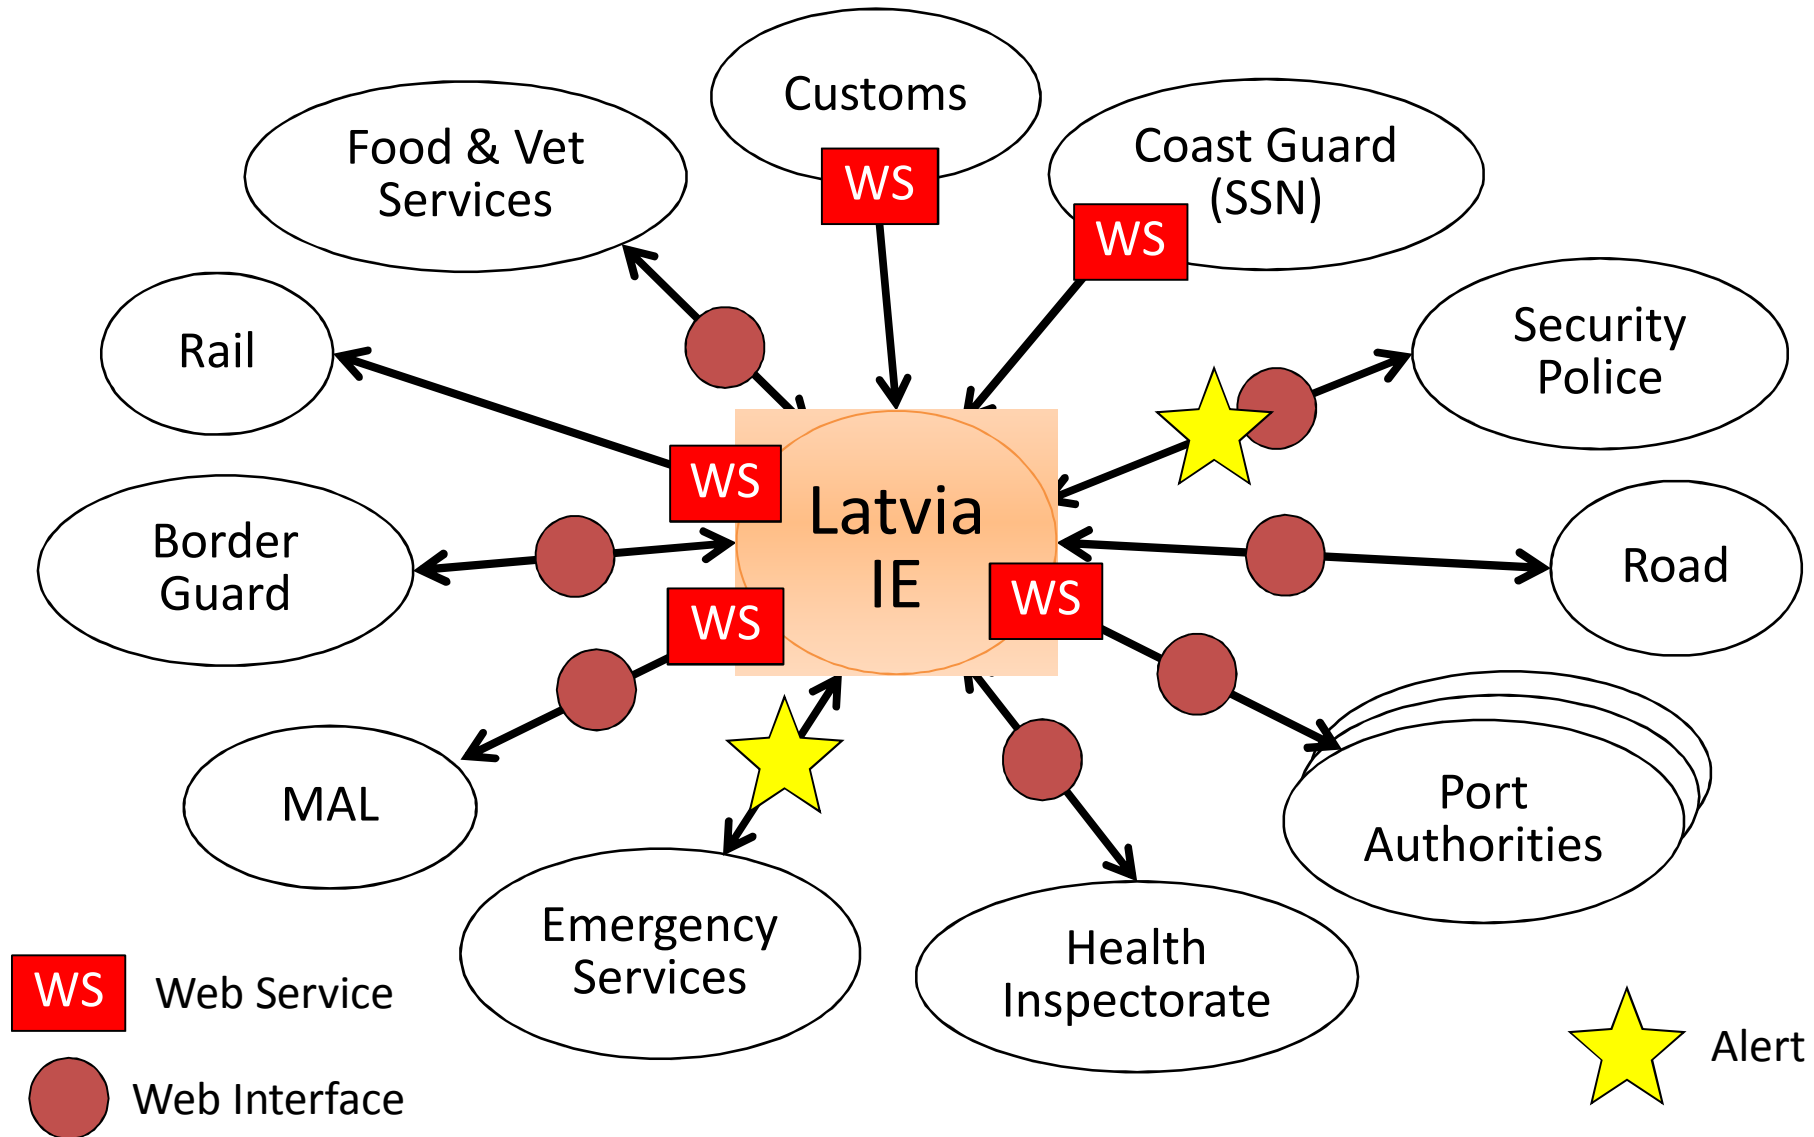 Customs
WS
Food & Vet
Services
Coast Guard
(SSN)
WS
Rail
Security
Police
WS
Latvia
IE
Border
Guard
Road
WS
WS
MAL
Port
Authorities
Emergency
Services
Health
Inspectorate
WS
Web Service
Alert
Web Interface